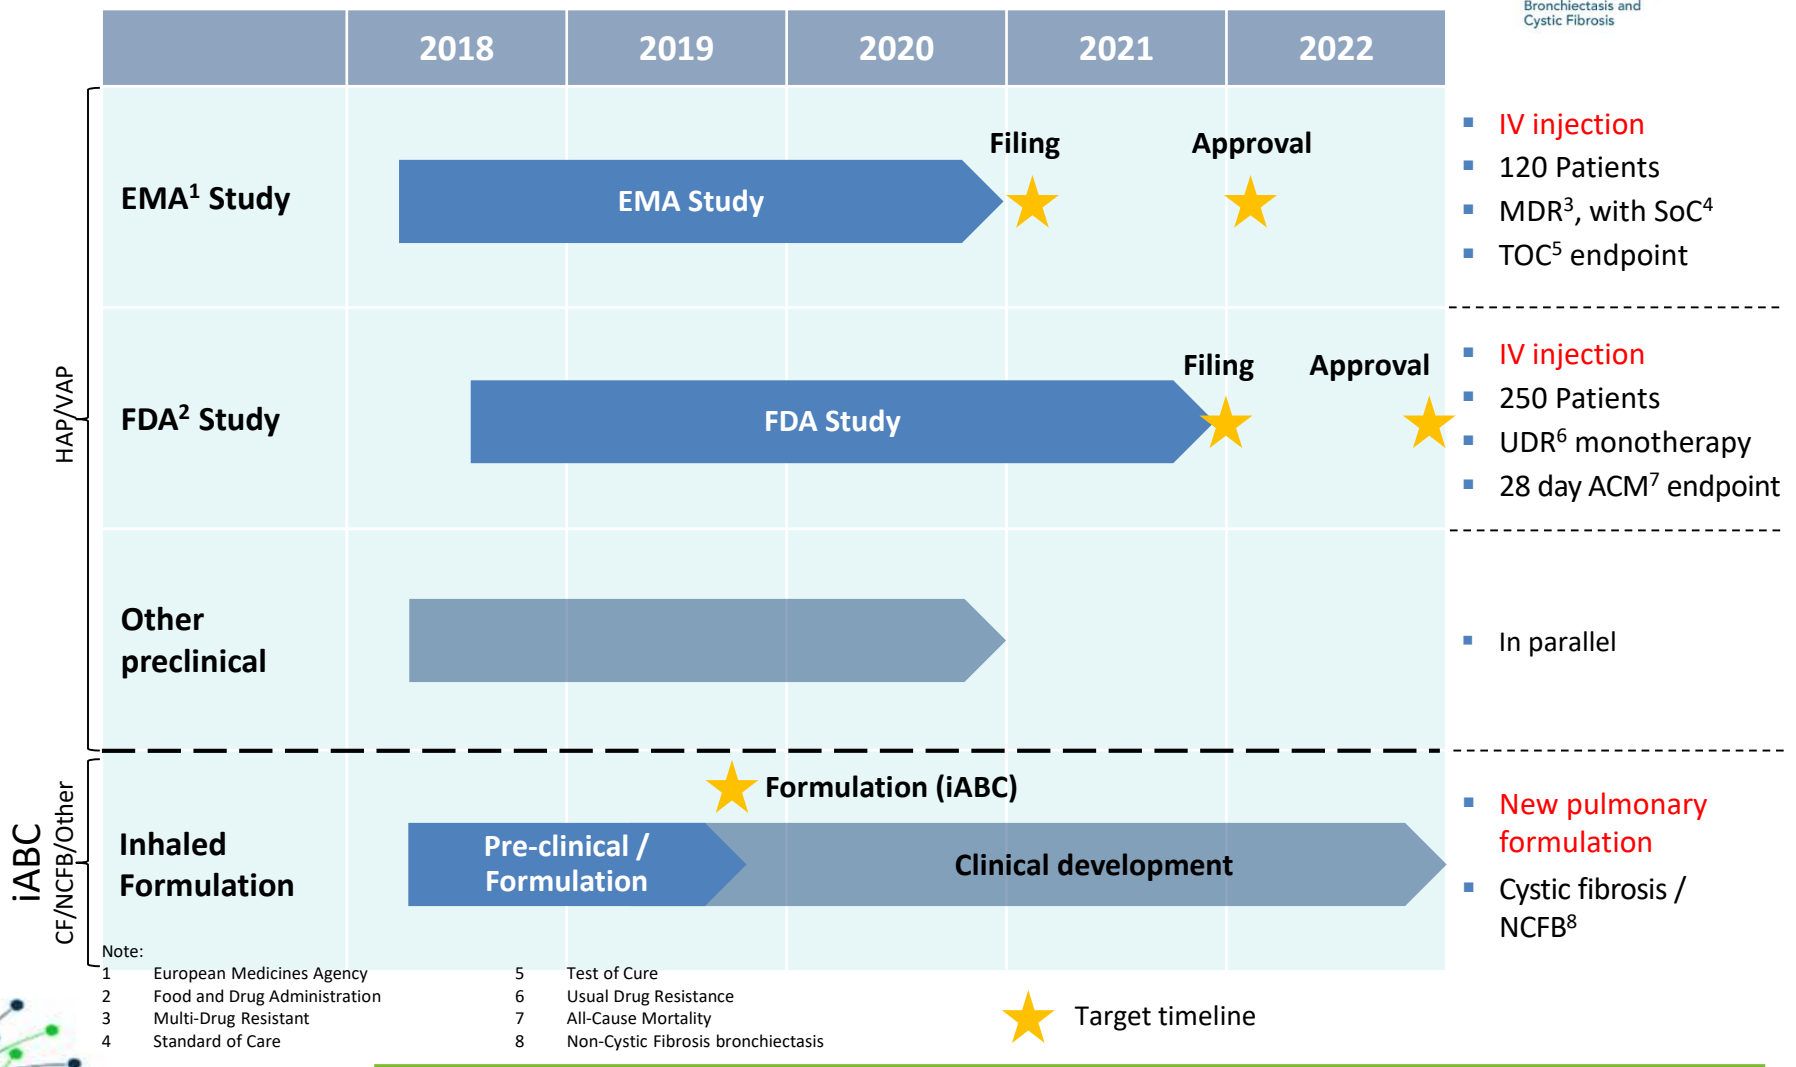 Bronchiectasis and
Cystic Fibrosis
2018 2019 2020 2021 2022
HAP/VAP
EMA¹ Study
EMA Study
Filing
Approval
IV injection
120 Patients
MDR³, with SoC⁴
TOC⁵ endpoint
FDA² Study
FDA Study
Filing
Approval
IV injection
250 Patients
UDR⁶ monotherapy
28 day ACM⁷ endpoint
Other
preclinical
In parallel
iABC
CF/NCFB/Other
Inhaled
Formulation
Formulation (iABC)
Pre-clinical /
Formulation
Clinical development
New pulmonary
formulation
Cystic fibrosis /
NCFB⁸
Note:
1 European Medicines Agency
2 Food and Drug Administration
3 Multi-Drug Resistant
4 Standard of Care
5 Test of Cure
6 Usual Drug Resistance
7 All-Cause Mortality
8 Non-Cystic Fibrosis bronchiectasis
Target timeline